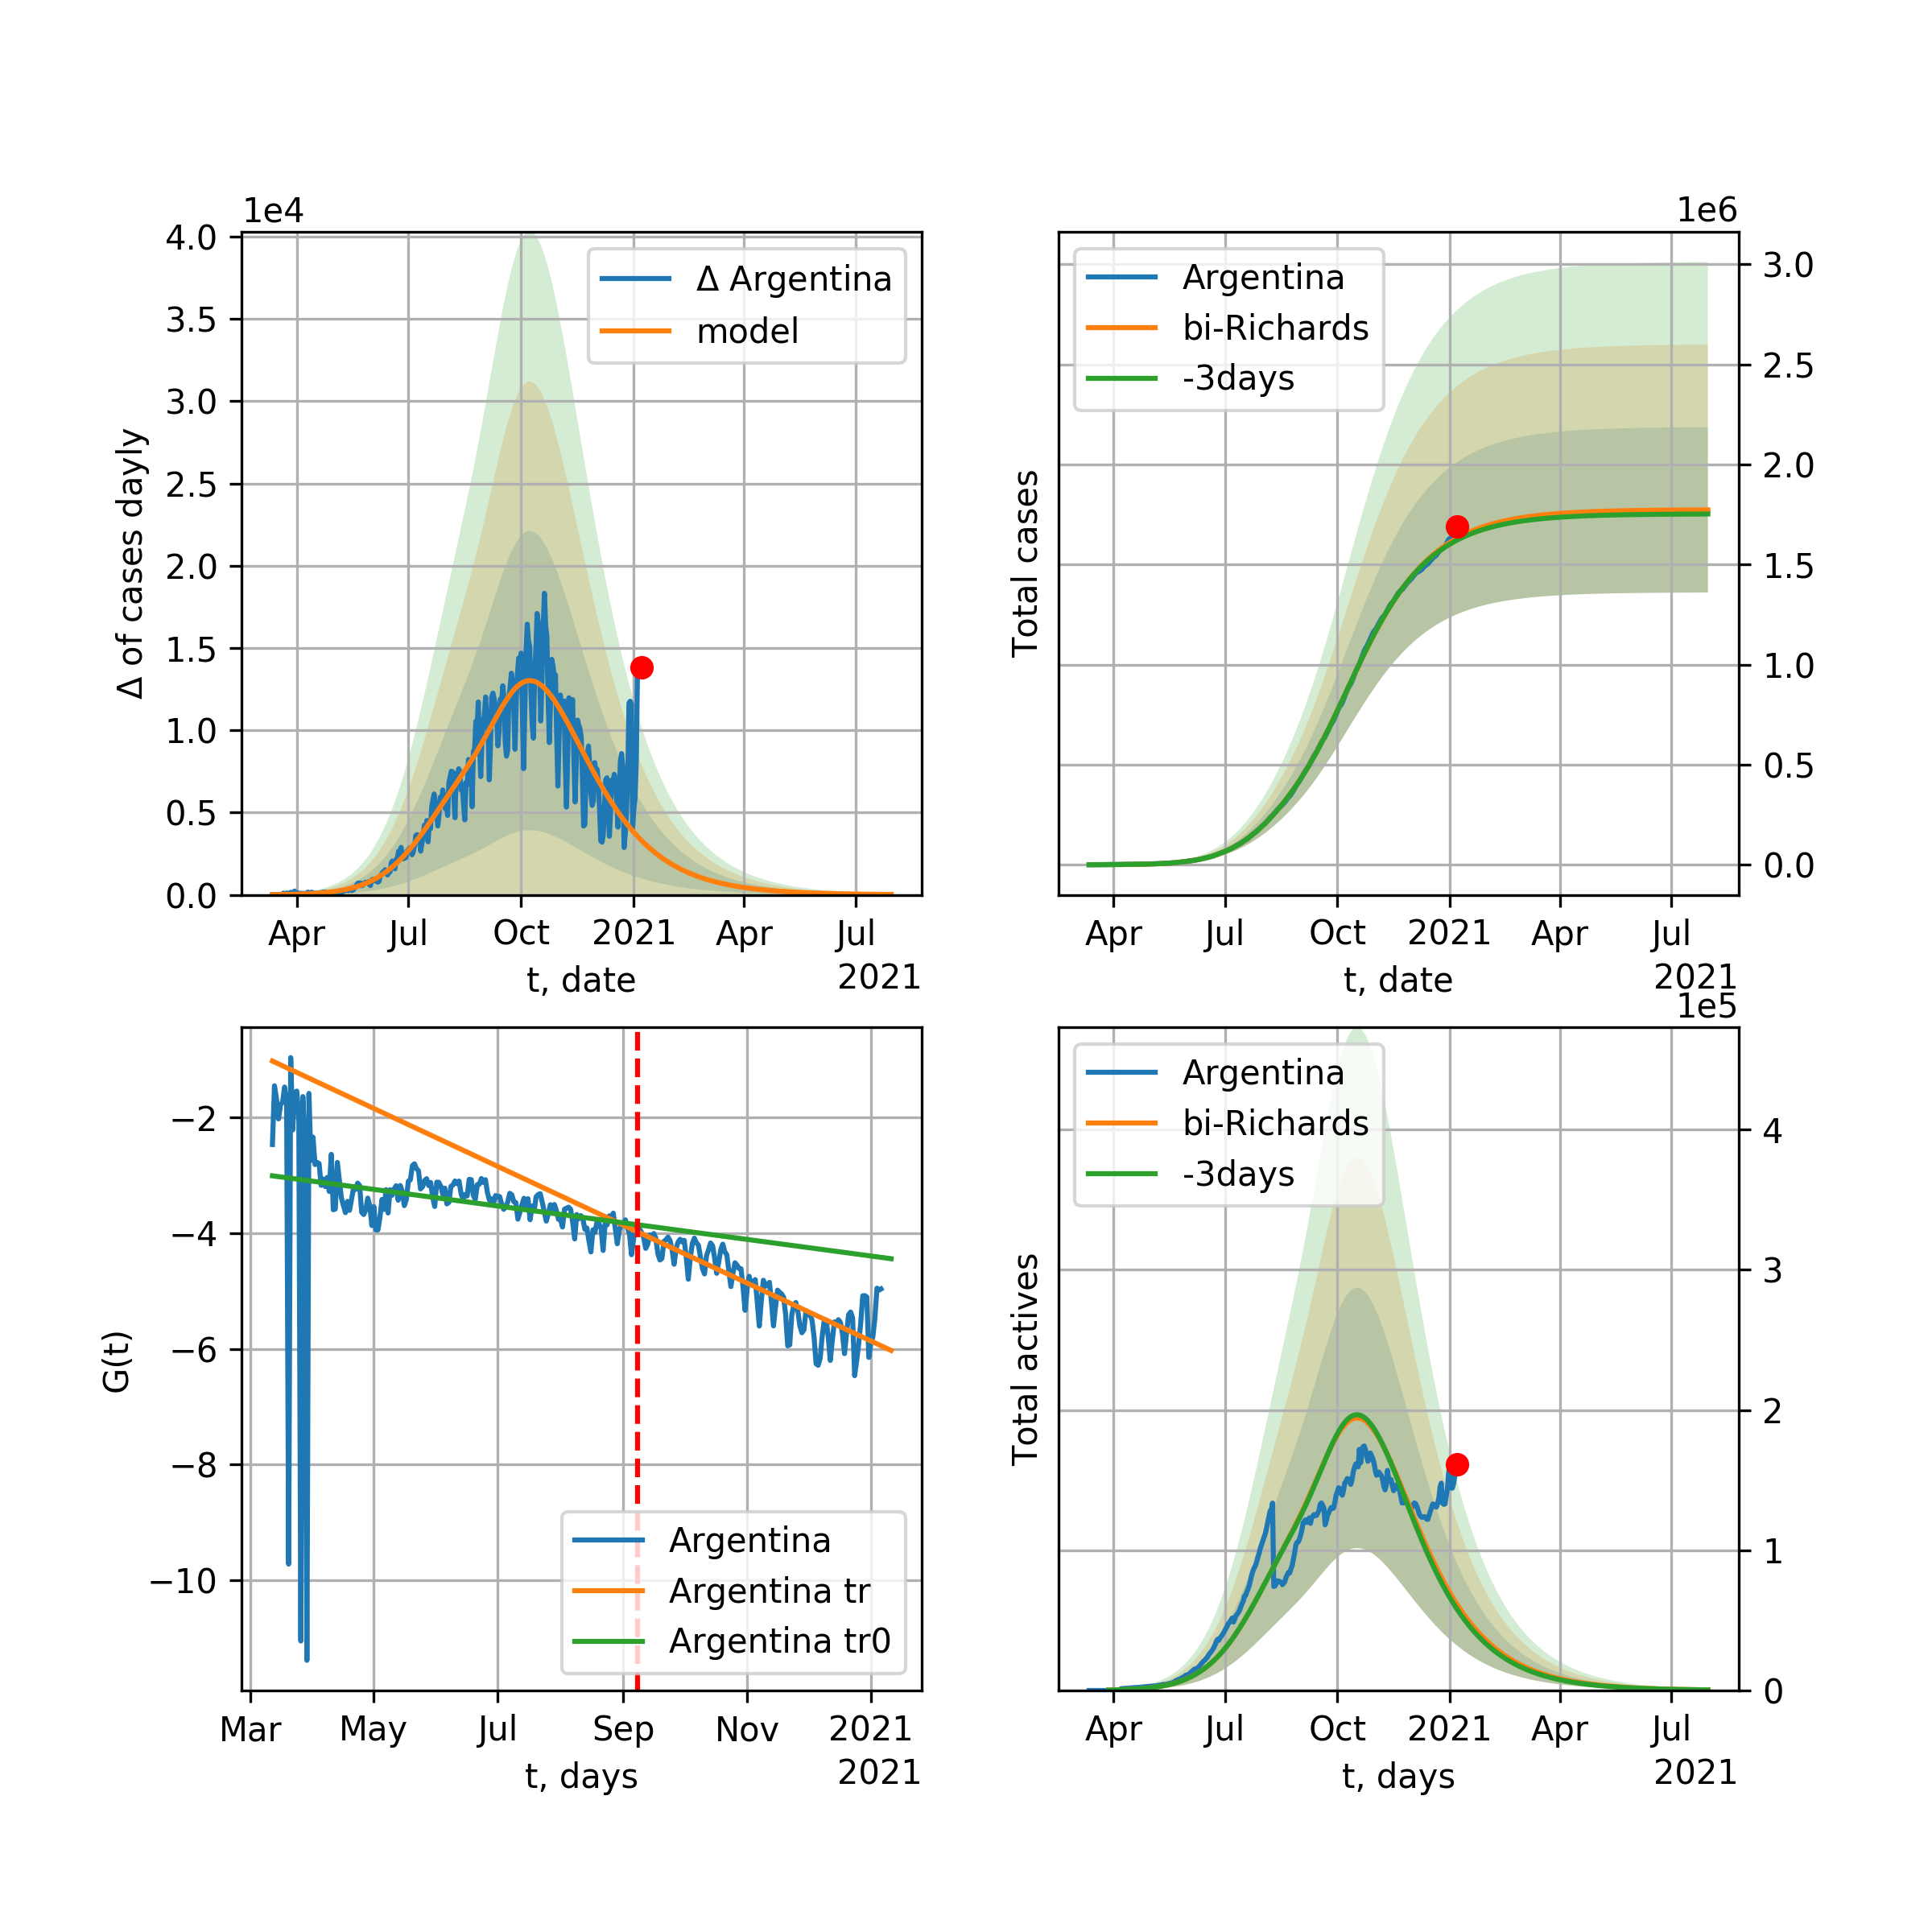 1e4
4.0
3.5
3.0
2.5
2.0
1.5
1.0
0.5
0.0
Δ of cases dayly
Δ Argentina
model
Apr Jul Oct 2021 Apr Jul
t, date
2021
1e6
Argentina
bi-Richards
-3days
Total cases
3.0
2.5
2.0
1.5
1.0
0.5
0.0
Apr Jul Oct 2021 Apr Jul
t, date
2021
G(t)
−2
−4
−6
−8
−10
Argentina
Argentina tr
Argentina tr0
Mar May Jul Sep Nov 2021
t, days
2021
1e5
Argentina
bi-Richards
-3days
Total actives
4
3
2
1
0
Apr Jul Oct 2021 Apr Jul
t, days
2021